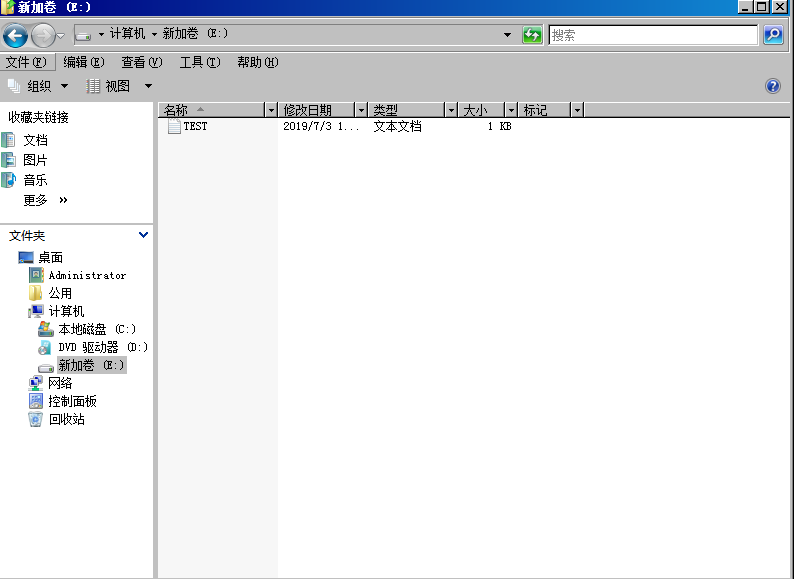 新加卷 (E:)
计算机 新加卷 (E:) 搜索
文件(F) 编辑(E) 查看(V) 工具(T) 帮助(H)
组织 视图
收藏夹链接
文档
图片
音乐
更多 »
文件夹
桌面
Administrator
公用
计算机
本地磁盘 (C:)
DVD 驱动器 (D:)
新加卷 (E:)
网络
控制面板
回收站
名称 修改日期 类型 大小 标记
TEST 2019/7/3 1... 文本文档 1 KB